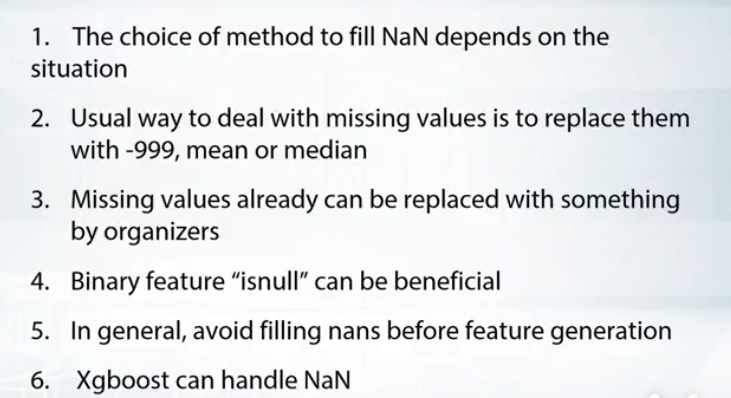 1. The choice of method to fill NaN depends on the
situation
2. Usual way to deal with missing values is to replace them
with -999, mean or median
3. Missing values already can be replaced with something
by organizers
4. Binary feature “isnull” can be beneficial
5. In general, avoid filling nans before feature generation
6. Xgboost can handle NaN